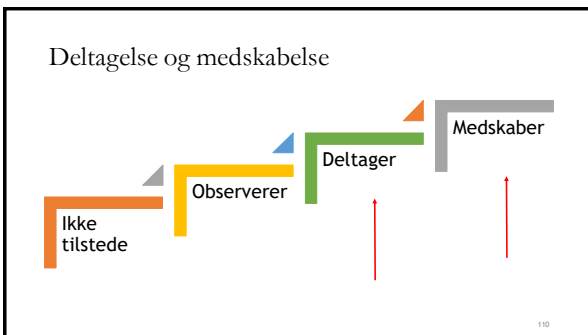 Deltagelse og medskabelse
Ikke
tilstede
Observerer
Deltager
Medskaber
110